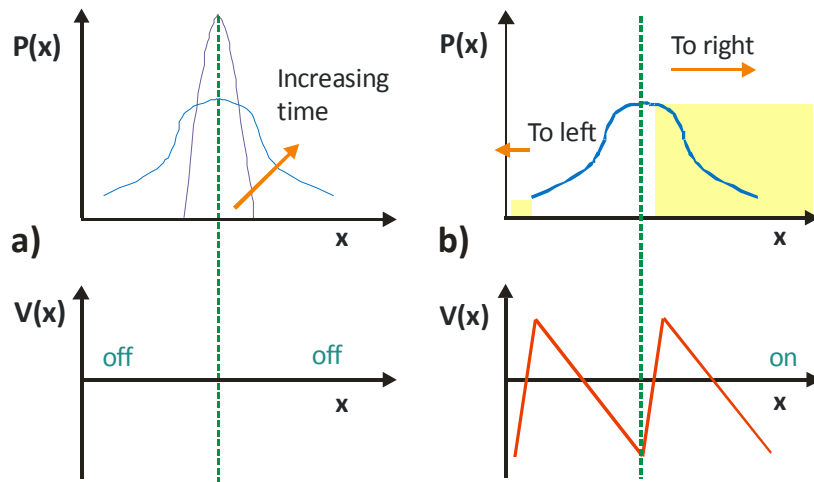 P(x)
Increasing
time
x
a)
V(x)
off
off
x
P(x)
To right
To left
x
b)
V(x)
on
x